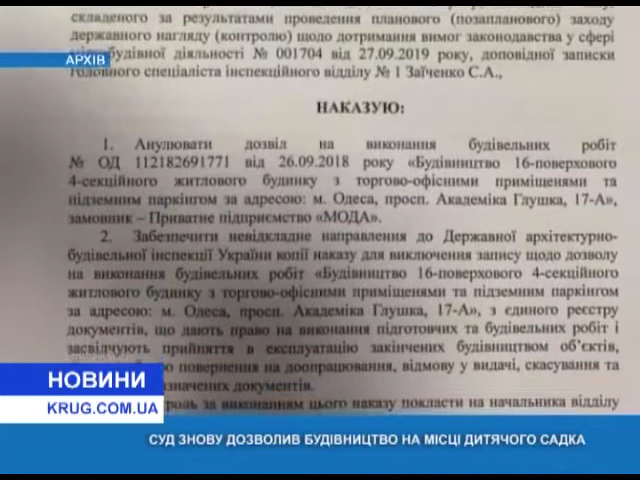 складеного за результатами проведення планового (позапланового) заходу
державного нагляду (контролю) щодо дотримання вимог законодавства у сфері
будівної діяльності № 001704 від 27.09.2019 року, доповідної записки
АРХІВ
головного спеціаліста інспекційного відділу № 1 Заїченко С.А.,
НАКАЗУЮ:
1. Анулювати дозвіл на виконання будівельних робіт
№ ОД 112182691771 від 26.09.2018 року «Будівництво 16-поверхового
4-секційного житлового будинку з торгово-офісними приміщеннями та
підземним паркінгом за адресою: м. Одеса, просп. Академіка Глушка, 17-А»,
замовник – Приватне підприємство «МОДА».
2. Забезпечити невідкладне направлення до Державної архітектурно-
будівельної інспекції України копії наказу для виключення запису щодо дозволу
на виконання будівельних робіт «Будівництво 16-поверхового 4-секційного
житлового будинку з торгово-офісними приміщеннями та підземним паркінгом
за адресою: м. Одеса, просп. Академіка Глушка, 17-А», з єдиного реєстру
документів, що дають право на виконання підготовчих та будівельних робіт і
засвідчують прийняття в експлуатацію закінчених будівництвом об'єктів,
про повернення на доопрацювання, відмову у видачі, скасування та
значених документів.
роль за виконанням цього наказу покласти на начальника відділу
НОВИНИ
KRUG.COM.UA
СУД ЗНОВУ ДОЗВОЛИВ БУДІВНИЦТВО НА МІСЦІ ДИТЯЧОГО САДКА